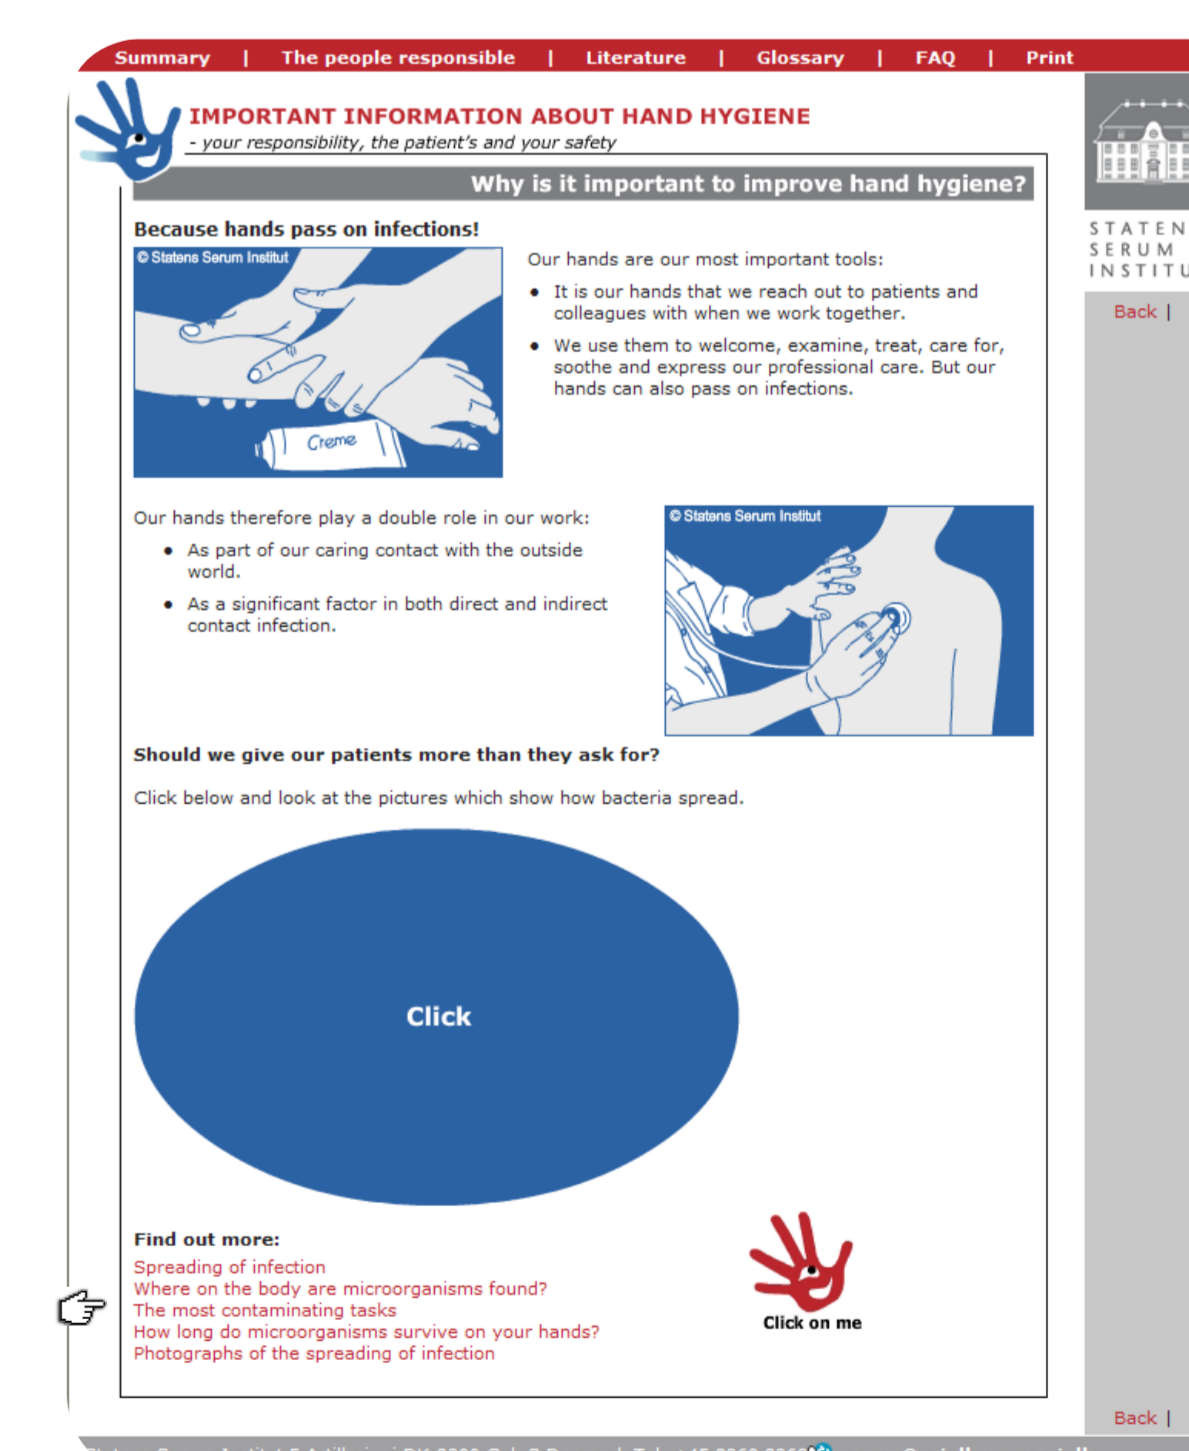 Summary | The people responsible | Literature | Glossary | FAQ | Print
IMPORTANT INFORMATION ABOUT HAND HYGIENE
- your responsibility, the patient's and your safety
Why is it important to improve hand hygiene?
STATEN
SERUM
INSTITU
Back |
Because hands pass on infections!
© Statens Serum Institut
Creme
Our hands are our most important tools:
• It is our hands that we reach out to patients and
colleagues with when we work together.
• We use them to welcome, examine, treat, care for,
soothe and express our professional care. But our
hands can also pass on infections.
Our hands therefore play a double role in our work:
• As part of our caring contact with the outside
world.
• As a significant factor in both direct and indirect
contact infection.
© Statens Serum Institut
Should we give our patients more than they ask for?
Click below and look at the pictures which show how bacteria spread.
Click
Find out more:
Spreading of infection
Where on the body are microorganisms found?
The most contaminating tasks
How long do microorganisms survive on your hands?
Photographs of the spreading of infection
Click on me
Back |